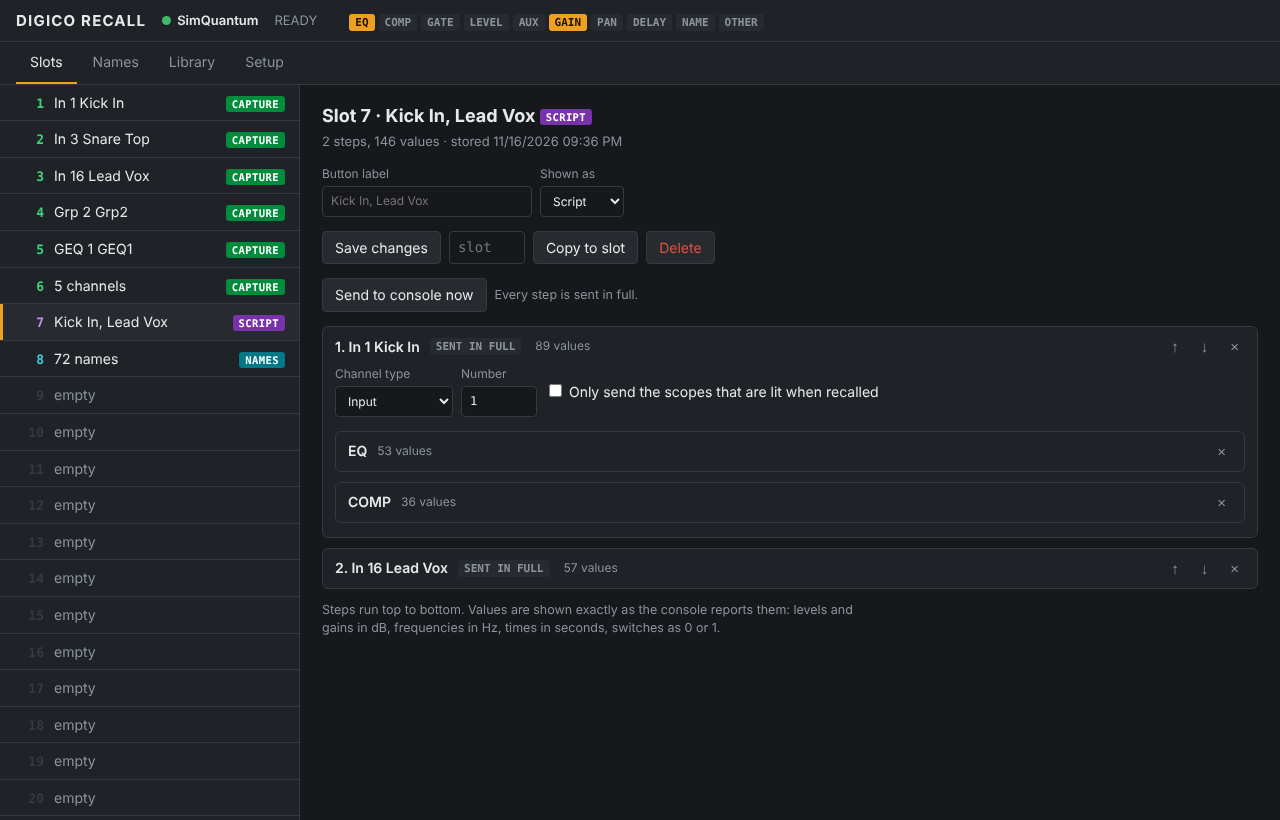 DIGICO RECALL SimQuantum READY EQ COMP GATE LEVEL AUX GAIN PAN DELAY NAME OTHER
Slots Names Library Setup
1 In 1 Kick In CAPTURE
2 In 3 Snare Top CAPTURE
3 In 16 Lead Vox CAPTURE
4 Grp 2 Grp2 CAPTURE
5 GEQ 1 GEQ1 CAPTURE
6 5 channels CAPTURE
7 Kick In, Lead Vox SCRIPT
8 72 names NAMES
9 empty
10 empty
11 empty
12 empty
13 empty
14 empty
15 empty
16 empty
17 empty
18 empty
19 empty
20 empty
Slot 7 · Kick In, Lead Vox SCRIPT
2 steps, 146 values · stored 11/16/2026 09:36 PM
Button label Shown as
Kick In, Lead Vox Script
Save changes slot Copy to slot Delete
Send to console now Every step is sent in full.
1. In 1 Kick In SENT IN FULL 89 values ↑ ↓ ×
Channel type Number
Input 1 Only send the scopes that are lit when recalled
EQ 53 values ×
COMP 36 values ×
2. In 16 Lead Vox SENT IN FULL 57 values ↑ ↓ ×
Steps run top to bottom. Values are shown exactly as the console reports them: levels and
gains in dB, frequencies in Hz, times in seconds, switches as 0 or 1.